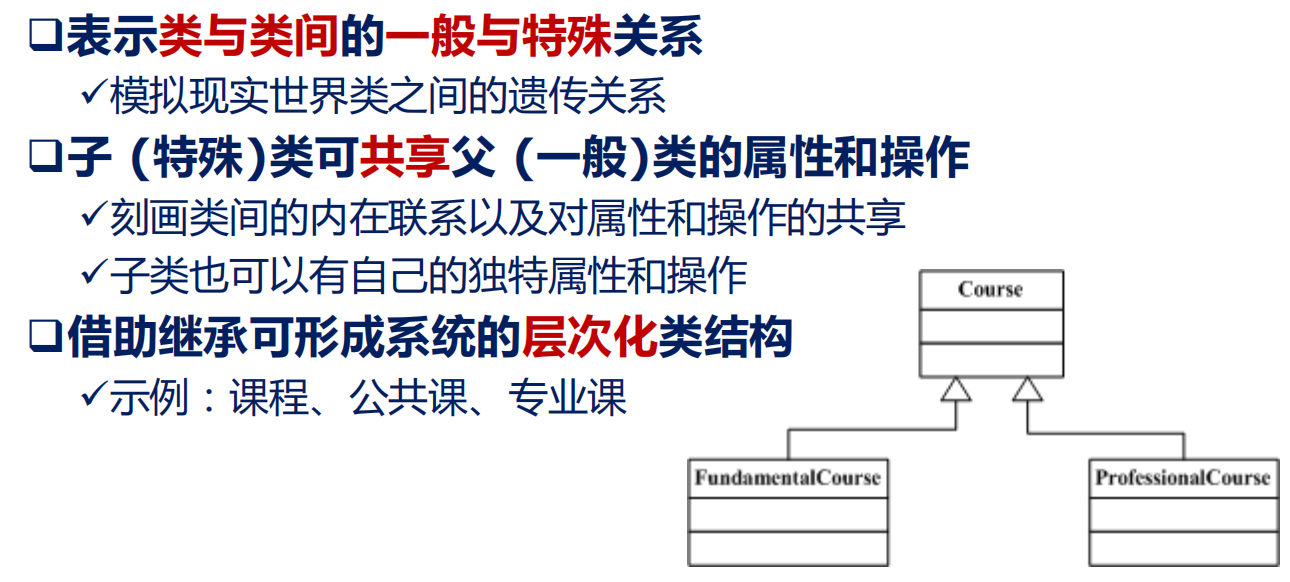 ❑表示类与类间的一般与特殊关系
✓模拟现实世界类之间的遗传关系
❑子 (特殊)类可共享父 (一般)类的属性和操作
✓刻画类间的内在联系以及对属性和操作的共享
✓子类也可以有自己的独特属性和操作
❑借助继承可形成系统的层次化类结构
✓示例：课程、公共课、专业课
Course
FundamentalCourse
ProfessionalCourse